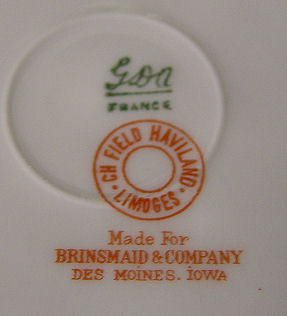 GDA
FRANCE
CH FIELD HAVILAND
LIMOGES
Made For
BRINSMAID & COMPANY
DES MOINES. IOWA